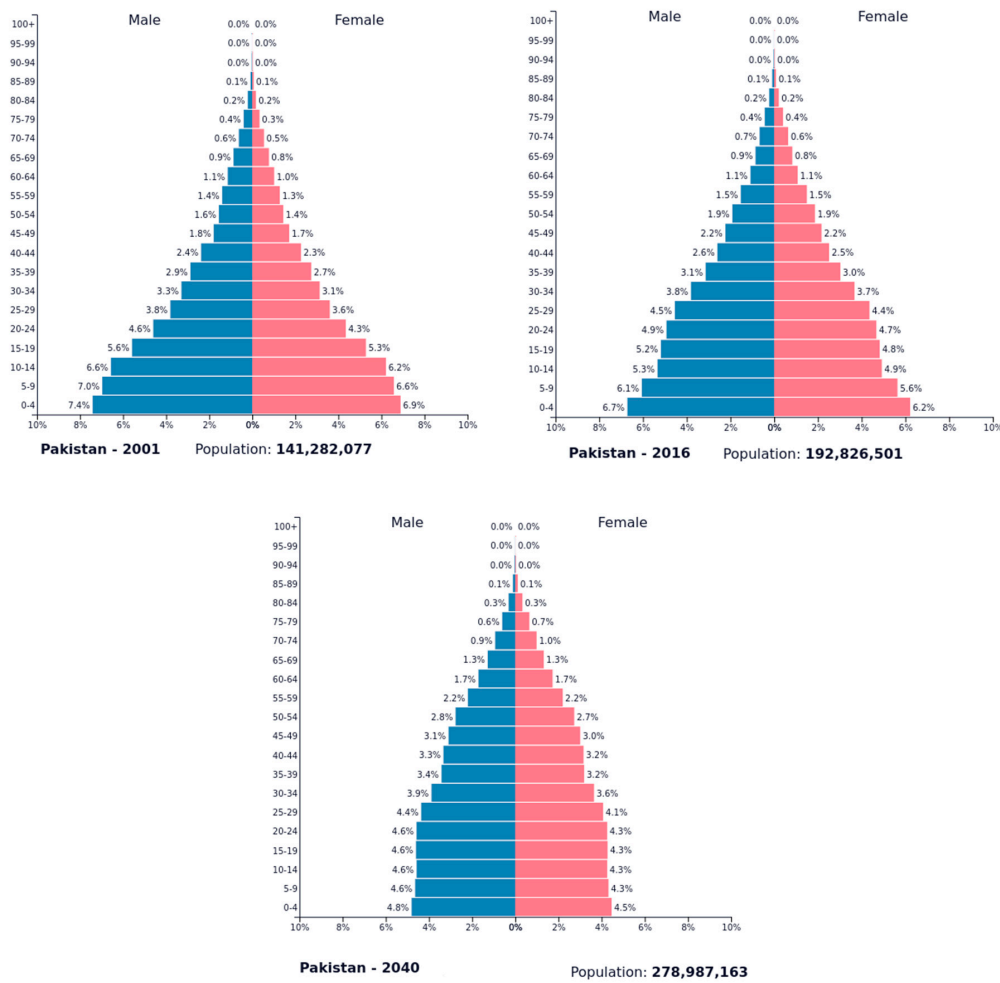 Male Female
100+ 0.0% 0.0%
95-99 0.0% 0.0%
90-94 0.0% 0.0%
85-89 0.1% 0.1%
80-84 0.2% 0.2%
75-79 0.4% 0.3%
70-74 0.6% 0.5%
65-69 0.9% 0.8%
60-64 1.1% 1.0%
55-59 1.4% 1.3%
50-54 1.6% 1.4%
45-49 1.8% 1.7%
40-44 2.4% 2.3%
35-39 2.9% 2.7%
30-34 3.3% 3.1%
25-29 3.8% 3.6%
20-24 4.6% 4.3%
15-19 5.6% 5.3%
10-14 6.6% 6.2%
5-9 7.0% 6.6%
0-4 7.4% 6.9%
10% 8% 6% 4% 2% 0% 2% 4% 6% 8% 10%
Pakistan - 2001 Population: 141,282,077
Male Female
100+ 0.0% 0.0%
95-99 0.0% 0.0%
90-94 0.0% 0.0%
85-89 0.1% 0.1%
80-84 0.2% 0.2%
75-79 0.4% 0.4%
70-74 0.7% 0.6%
65-69 0.9% 0.8%
60-64 1.1% 1.1%
55-59 1.5% 1.5%
50-54 1.9% 1.9%
45-49 2.2% 2.2%
40-44 2.6% 2.5%
35-39 3.1% 3.0%
30-34 3.8% 3.7%
25-29 4.5% 4.4%
20-24 4.9% 4.7%
15-19 5.2% 4.8%
10-14 5.3% 4.9%
5-9 6.1% 5.6%
0-4 6.7% 6.2%
10% 8% 6% 4% 2% 0% 2% 4% 6% 8% 10%
Pakistan - 2016 Population: 192,826,501
Male Female
100+ 0.0% 0.0%
95-99 0.0% 0.0%
90-94 0.0% 0.0%
85-89 0.1% 0.1%
80-84 0.3% 0.3%
75-79 0.6% 0.7%
70-74 0.9% 1.0%
65-69 1.3% 1.3%
60-64 1.7% 1.7%
55-59 2.2% 2.2%
50-54 2.8% 2.7%
45-49 3.1% 3.0%
40-44 3.3% 3.2%
35-39 3.4% 3.2%
30-34 3.9% 3.6%
25-29 4.4% 4.1%
20-24 4.6% 4.3%
15-19 4.6% 4.3%
10-14 4.6% 4.3%
5-9 4.6% 4.3%
0-4 4.8% 4.5%
10% 8% 6% 4% 2% 0% 2% 4% 6% 8% 10%
Pakistan - 2040 Population: 278,987,163